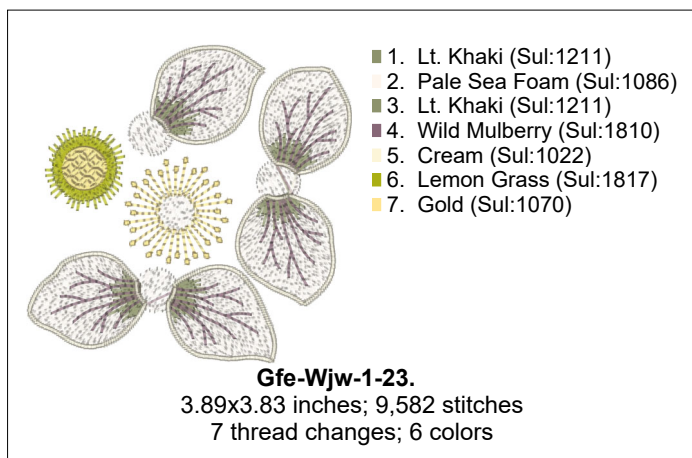 1. Lt. Khaki (Sul:1211)
2. Pale Sea Foam (Sul:1086)
3. Lt. Khaki (Sul:1211)
4. Wild Mulberry (Sul:1810)
5. Cream (Sul:1022)
6. Lemon Grass (Sul:1817)
7. Gold (Sul:1070)
Gfe-Wjw-1-23.
3.89x3.83 inches; 9,582 stitches
7 thread changes; 6 colors